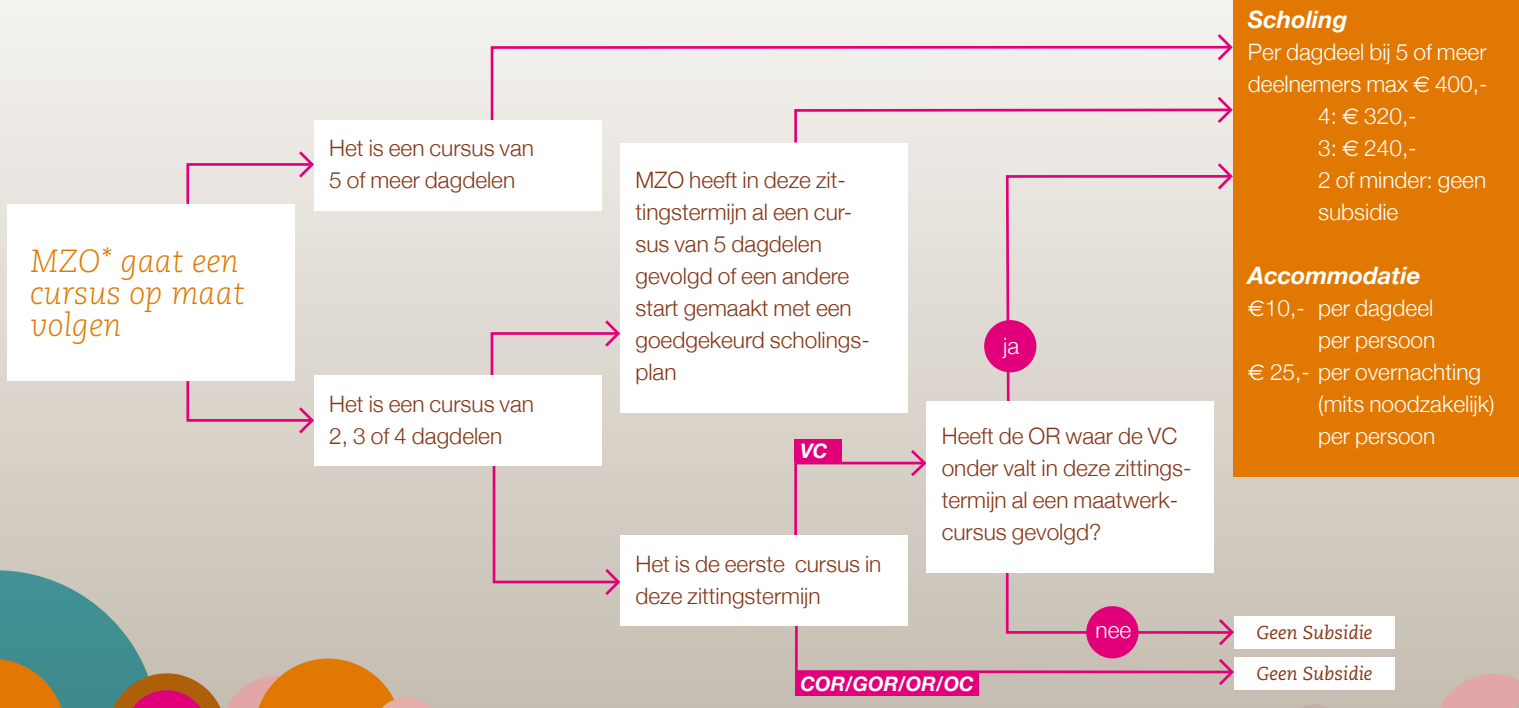 MZO* gaat een
cursus op maat
volgen
Het is een cursus van
5 of meer dagdelen
Het is een cursus van
2, 3 of 4 dagdelen
MZO heeft in deze zit-
tingstermijn al een cur-
sus van 5 dagdelen
gevolgd of een andere
start gemaakt met een
goedgekeurd scholings-
plan
Het is de eerste cursus in
deze zittingstermijn
VC
COR/GOR/OR/OC
Heeft de OR waar de VC
onder valt in deze zittings-
termijn al een maatwerk-
cursus gevolgd?
ja
nee
Scholing
Per dagdeel bij 5 of meer
deelnemers max € 400,-
4: € 320,-
3: € 240,-
2 of minder: geen
subsidie
Accommodatie
€10,- per dagdeel
per persoon
€ 25,- per overnachting
(mits noodzakelijk)
per persoon
Geen Subsidie
Geen Subsidie